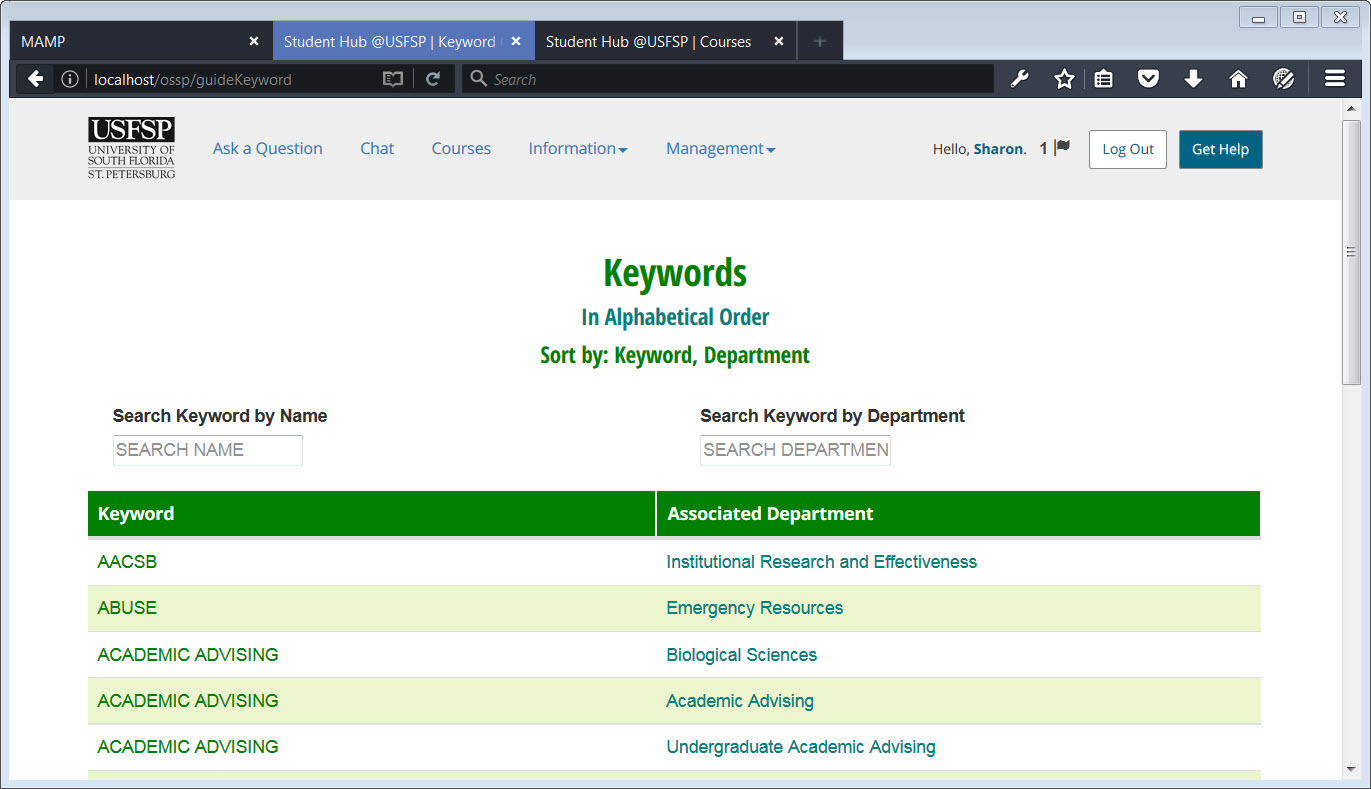 MAMP
Student Hub @USFSP | Keyword
Student Hub @USFSP | Courses
localhost/ossp/guideKeyword
Search
USFSP
UNIVERSITY OF
SOUTH FLORIDA
ST. PETERSBURG
Ask a Question Chat Courses Information Management Hello, Sharon. 1 Log Out Get Help
Keywords
In Alphabetical Order
Sort by: Keyword, Department
Search Keyword by Name Search Keyword by Department
SEARCH NAME SEARCH DEPARTMEN
Keyword Associated Department
AACSB Institutional Research and Effectiveness
ABUSE Emergency Resources
ACADEMIC ADVISING Biological Sciences
ACADEMIC ADVISING Academic Advising
ACADEMIC ADVISING Undergraduate Academic Advising